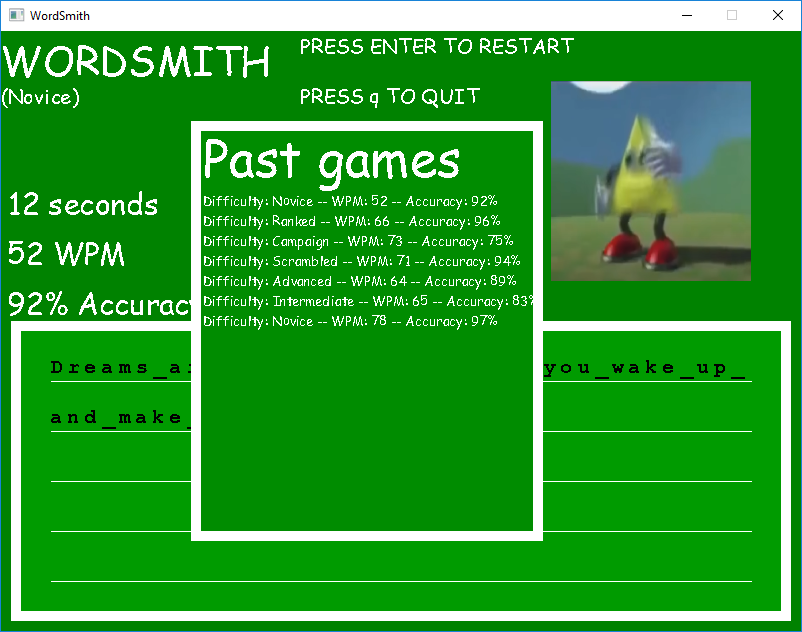 WordSmith
WORDSMITH
(Novice)
PRESS ENTER TO RESTART
PRESS q TO QUIT
12 seconds
52 WPM
92% Accuracy
Past games
Difficulty: Novice -- WPM: 52 -- Accuracy: 92%
Difficulty: Ranked -- WPM: 66 -- Accuracy: 96%
Difficulty: Campaign -- WPM: 73 -- Accuracy: 75%
Difficulty: Scrambled -- WPM: 71 -- Accuracy: 94%
Difficulty: Advanced -- WPM: 64 -- Accuracy: 89%
Difficulty: Intermediate -- WPM: 65 -- Accuracy: 83%
Difficulty: Novice -- WPM: 78 -- Accuracy: 97%
Dreams_ you_wake_up_
and_make_